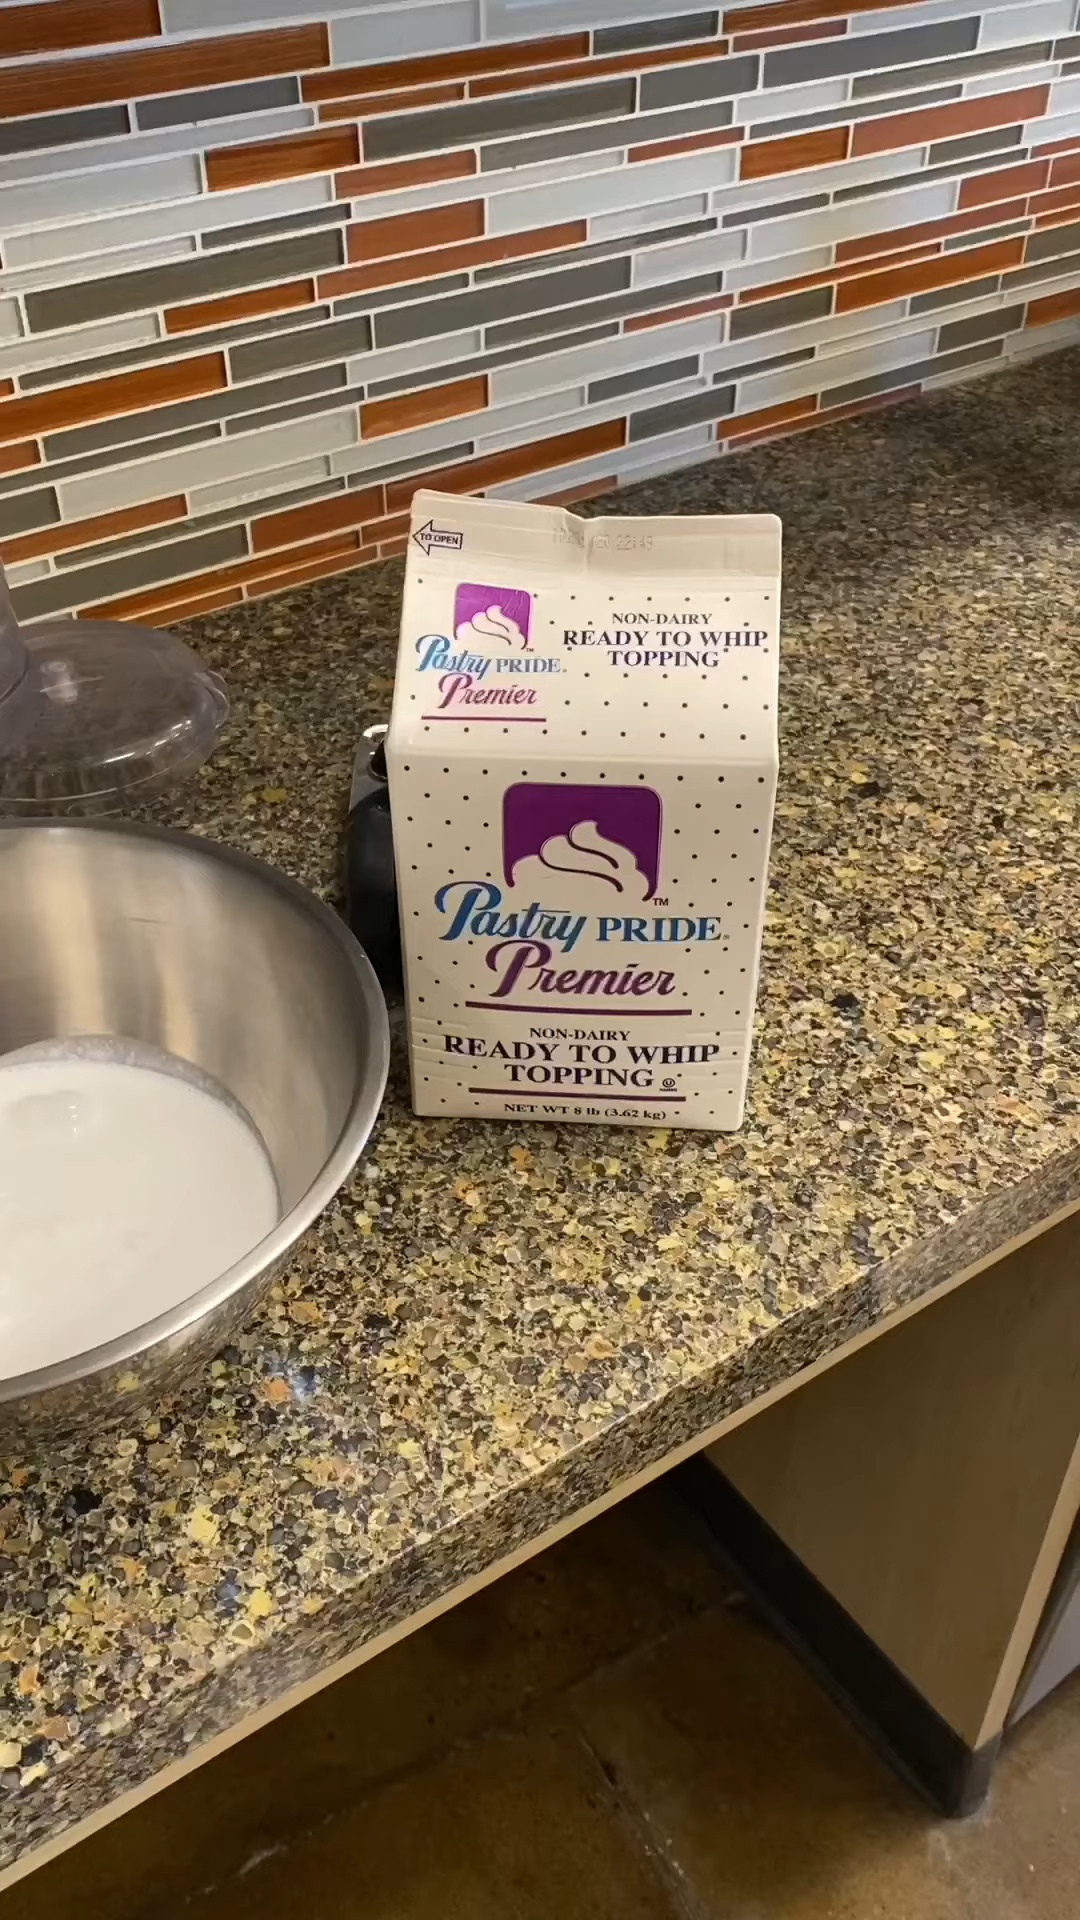 TO OPEN
Pastry PRIDE®
Premier
NON-DAIRY
READY TO WHIP
TOPPING
™
Pastry PRIDE®
Premier
NON-DAIRY
READY TO WHIP
TOPPING
NET WT 8 lb (3.62 kg)